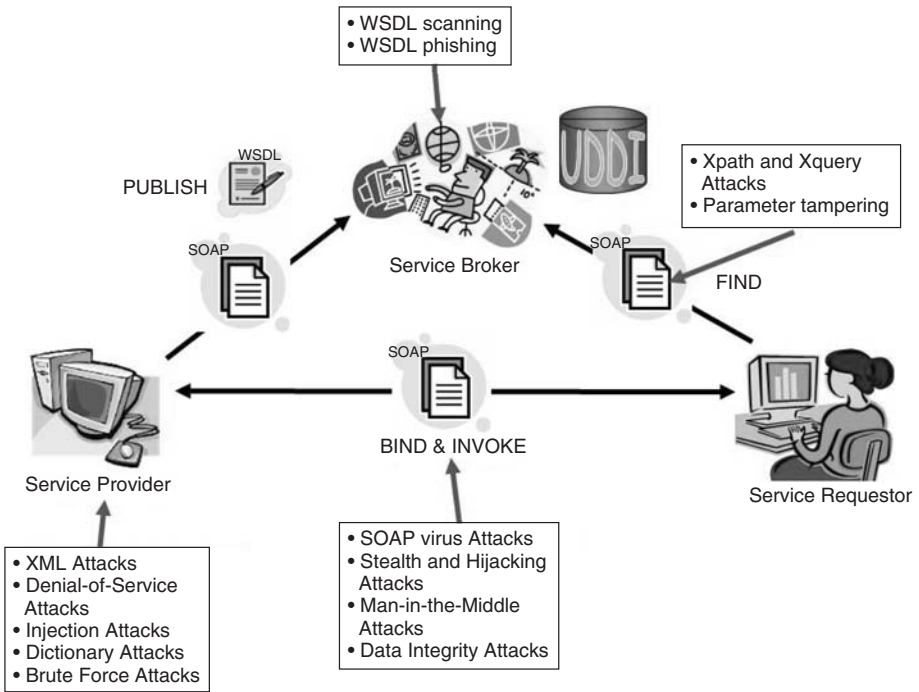 • WSDL scanning
• WSDL phishing
UDDI
WSDL
PUBLISH
• Xpath and Xquery
Attacks
• Parameter tampering
10°
SOAP
Service Broker
SOAP
FIND
SOAP
BIND & INVOKE
Service Provider
Service Requestor
• XML Attacks
• Denial-of-Service
Attacks
• Injection Attacks
• Dictionary Attacks
• Brute Force Attacks
• SOAP virus Attacks
• Stealth and Hijacking
Attacks
• Man-in-the-Middle
Attacks
• Data Integrity Attacks